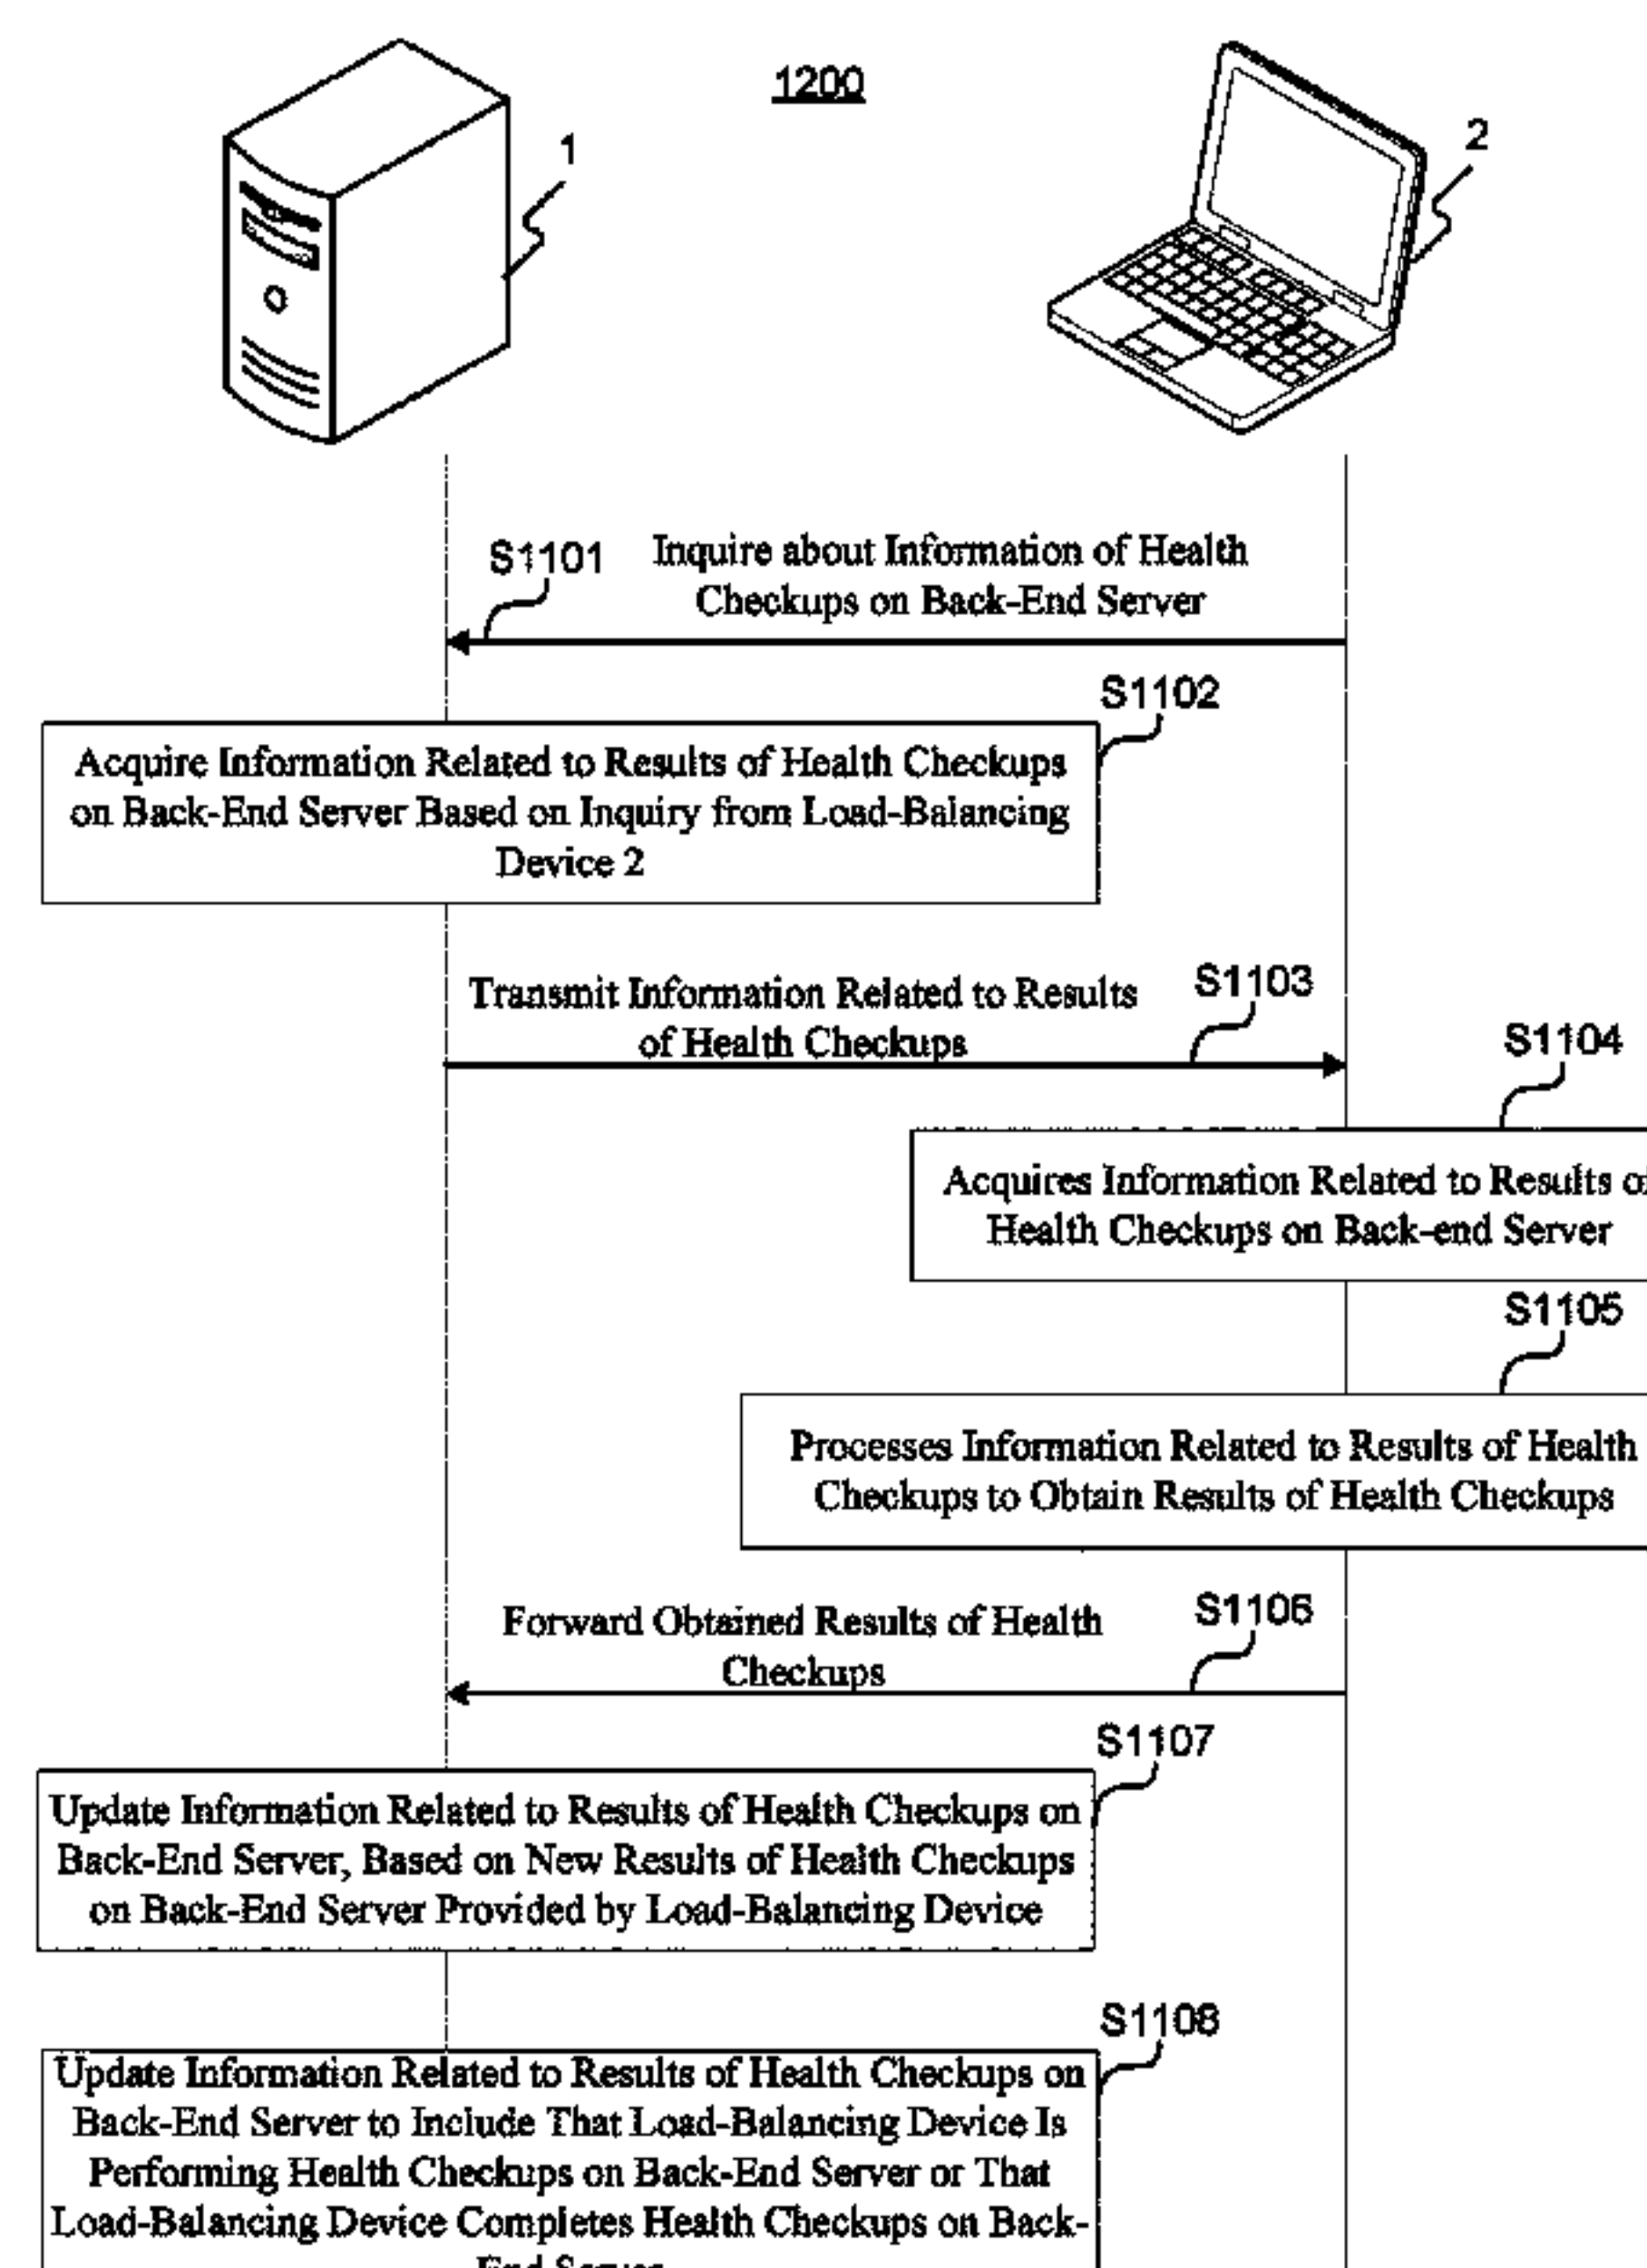 1200
1
2
S1101
Inquire about Information of Health
Checkups on Back-End Server
S1102
Acquire Information Related to Results of Health Checkups
on Back-End Server Based on Inquiry from Load-Balancing
Device 2
Transmit Information Related to Results
of Health Checkups
S1103
S1104
Acquires Information Related to Results of
Health Checkups on Back-end Server
S1105
Processes Information Related to Results of Health
Checkups to Obtain Results of Health Checkups
Forward Obtained Results of Health
Checkups
S1106
S1107
Update Information Related to Results of Health Checkups on
Back-End Server, Based on New Results of Health Checkups
on Back-End Server Provided by Load-Balancing Device
S1108
Update Information Related to Results of Health Checkups on
Back-End Server to Include That Load-Balancing Device Is
Performing Health Checkups on Back-End Server or That
Load-Balancing Device Completes Health Checkups on Back-
End Server